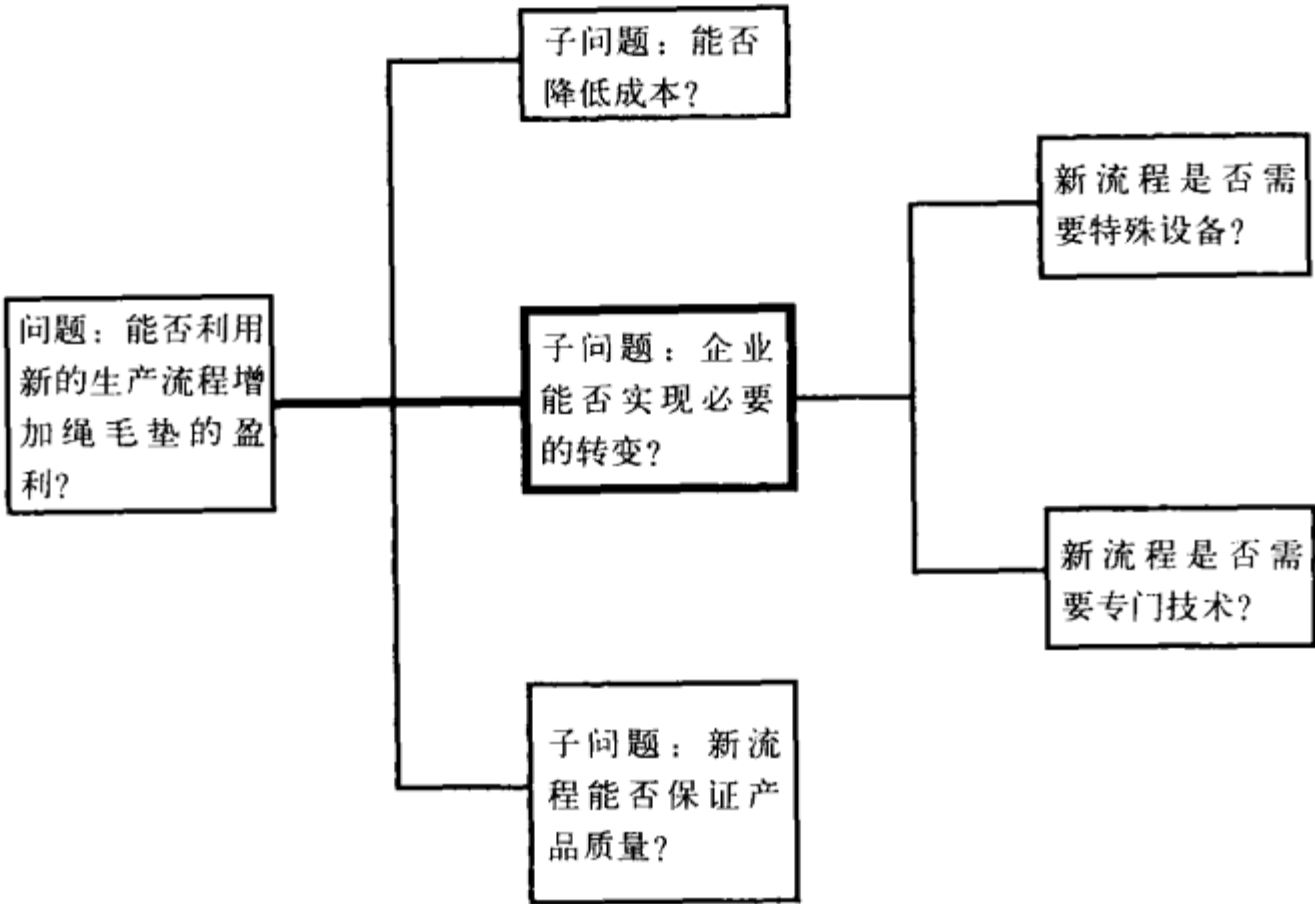 子问题：能否
降低成本？
新流程是否需
要特殊设备？
问题：能否利用
新的生产流程增
加绳毛垫的盈
利？
子问题：企业
能否实现必要
的转变？
新流程是否需
要专门技术？
子问题：新流
程能否保证产
品质量？